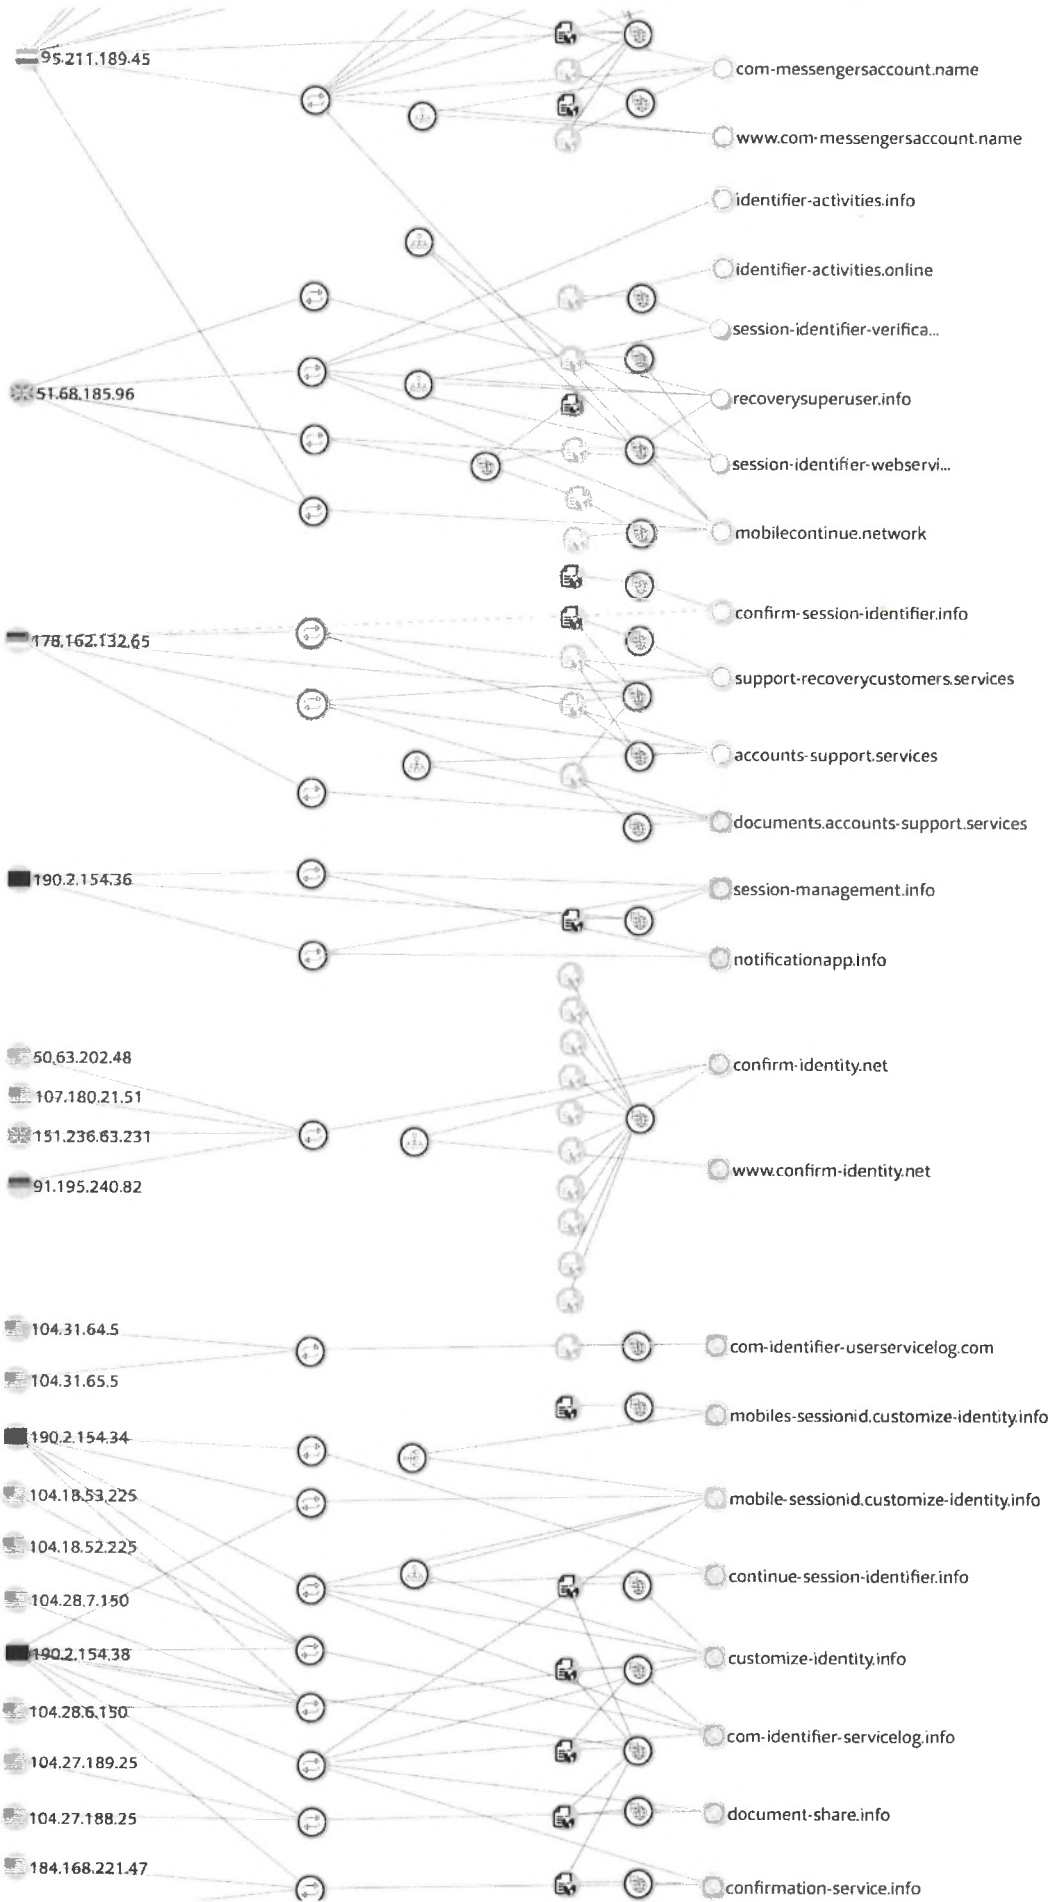 95.211.189.45
com-messengersaccount.name
www.com-messengersaccount.name
identifier-activities.info
identifier-activities.online
session-identifier-verifica...
51.68.185.96
recoverysuperuser.info
session-identifier-webservi...
mobilecontinue.network
confirm-session-identifier.info
178.162.132.65
support-recoverycustomers.services
accounts-support.services
documents.accounts-support.services
190.2.154.36
session-management.info
notificationapp.info
50.63.202.48
confirm-identity.net
107.180.21.51
151.236.63.231
www.confirm-identity.net
91.195.240.82
104.31.64.5
com-identifier-userservicelog.com
104.31.65.5
mobiles-sessionid.customize-identity.info
190.2.154.34
104.18.53.225
mobile-sessionid.customize-identity.info
104.18.52.225
continue-session-identifier.info
104.28.7.150
190.2.154.38
customize-identity.info
104.28.6.150
com-identifier-servicelog.info
104.27.189.25
document-share.info
104.27.188.25
184.168.221.47
confirmation-service.info